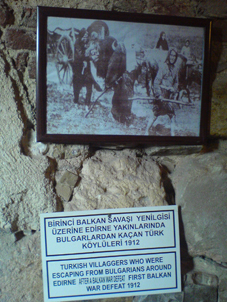 BİRİNCİ BALKAN SAVAŞI YENİLGİSİ
ÜZERİNE EDİRNE YAKINLARINDA
BULGARLARDAN KAÇAN TÜRK
KÖYLÜLERİ 1912
TURKISH VILLAGGERS WHO WERE
ESCAPING FROM BULGARIANS AROUND
EDIRNE AFTER A BALKAN WAR DEFEAT FIRST BALKAN
WAR DEFEAT 1912